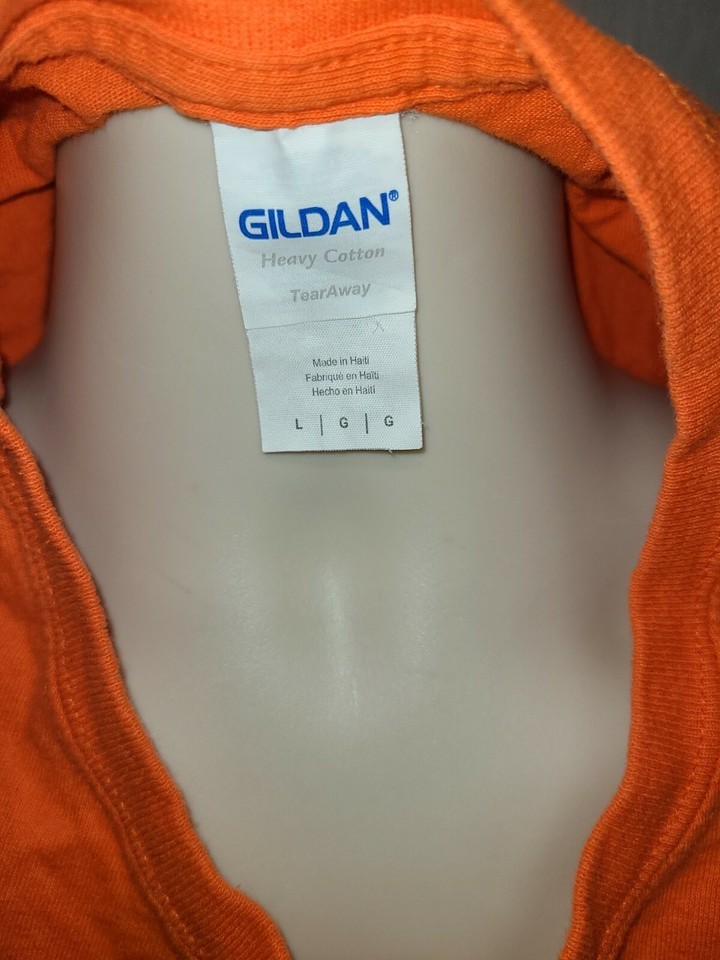 GILDAN®
Heavy Cotton
TearAway
Made in Haiti
Fabriqué en Haïti
Hecho en Haití
L | G | G